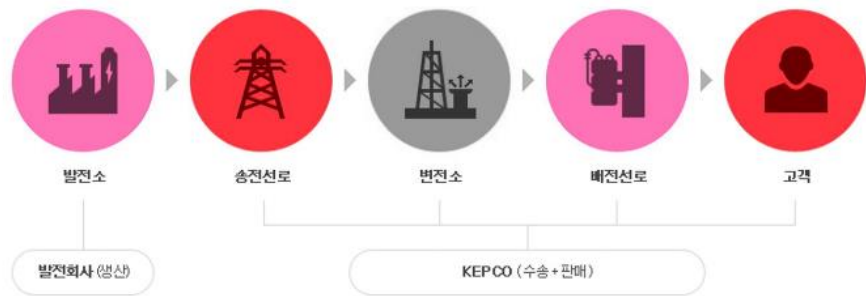 발전소
송전선로
변전소
배전선로
고객
발전회사 (생산)
KEPCO ( 수송 + 판매 )